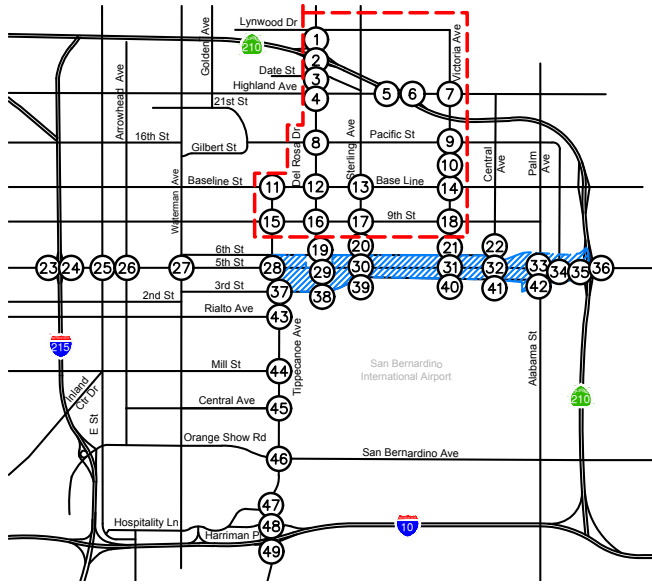 Lynwood Dr
1
210
Golden Ave
Victoria Ave
Arrowhead Ave
2
Date St
3
Highland Ave
4
5
6
7
21st St
16th St
Gilbert St
Del Rosa Dr
8
Sterling Ave
Pacific St
9
10
Central
Ave
Palm
Ave
Baseline St
11
12
13
Base Line
14
Waterman Ave
15
16
17
9th St
18
6th St
19
20
21
22
5th St
23
24
25
26
27
28
29
30
31
32
33
34
35
36
3rd St
37
38
39
40
41
42
2nd St
Rialto Ave
43
215
Tippecanoe Ave
Alabama St
San Bernardino
International Airport
Mill St
44
Inland
Ctr Dr
210
Central Ave
45
E St
Orange Show Rd
46
San Bernardino Ave
47
Hospitality Ln
48
10
Harriman P
49